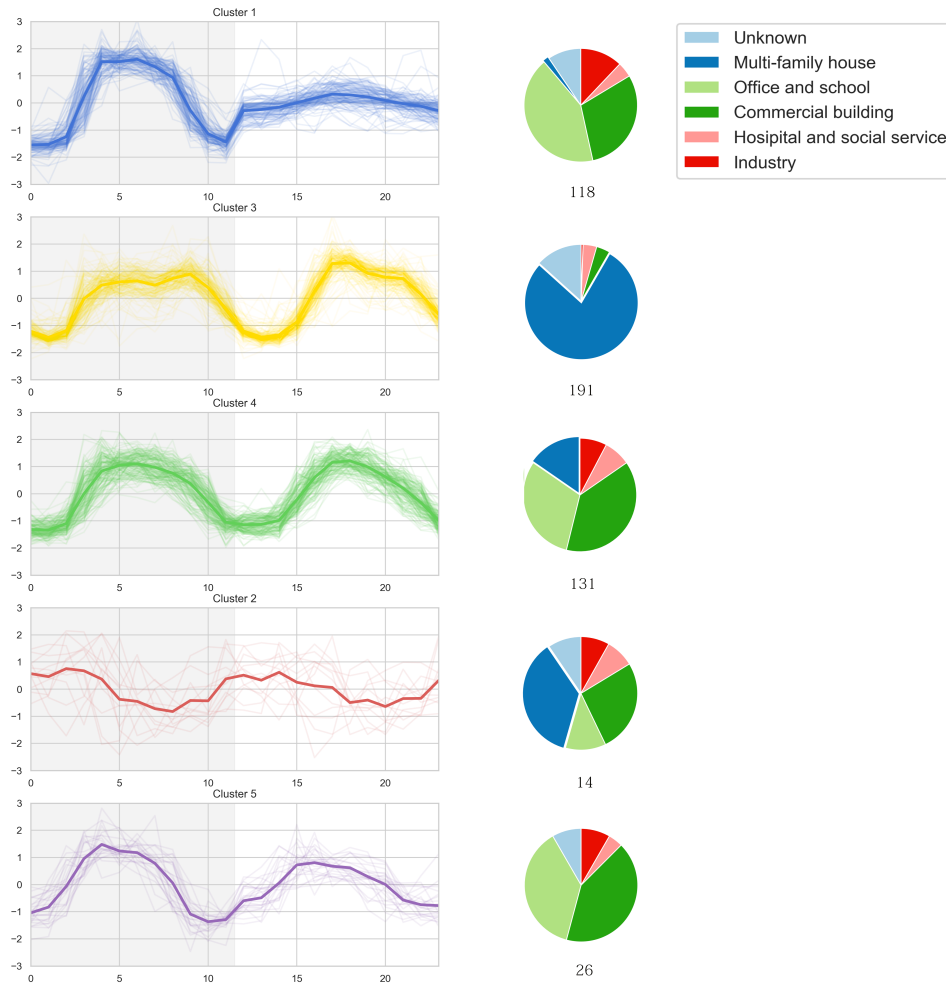 Cluster 1
3
2
1
0
−1
−2
−3
0 5 10 15 20
118
Unknown
Multi-family house
Office and school
Commercial building
Hosipital and social service
Industry
Cluster 3
3
2
1
0
−1
−2
−3
0 5 10 15 20
191
Cluster 4
3
2
1
0
−1
−2
−3
0 5 10 15 20
131
Cluster 2
3
2
1
0
−1
−2
−3
0 5 10 15 20
14
Cluster 5
3
2
1
0
−1
−2
−3
0 5 10 15 20
26